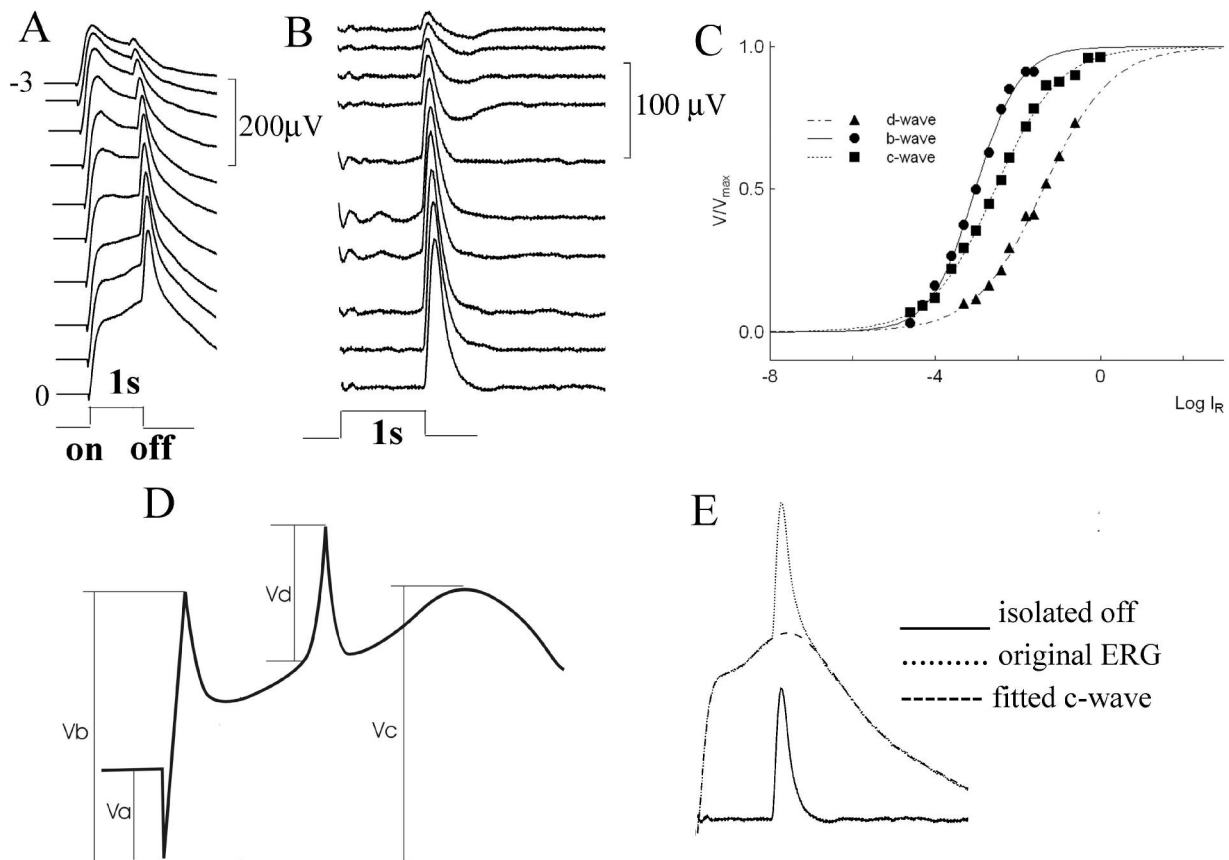 A
-3
200µV
0
1s
on off
B
100 µV
1s
C
1.0
0.5
0.0
V/Vmax
d-wave
b-wave
c-wave
-8 -4 0
Log IR
D
Vb
Va
Vd
Vc
E
isolated off
original ERG
fitted c-wave